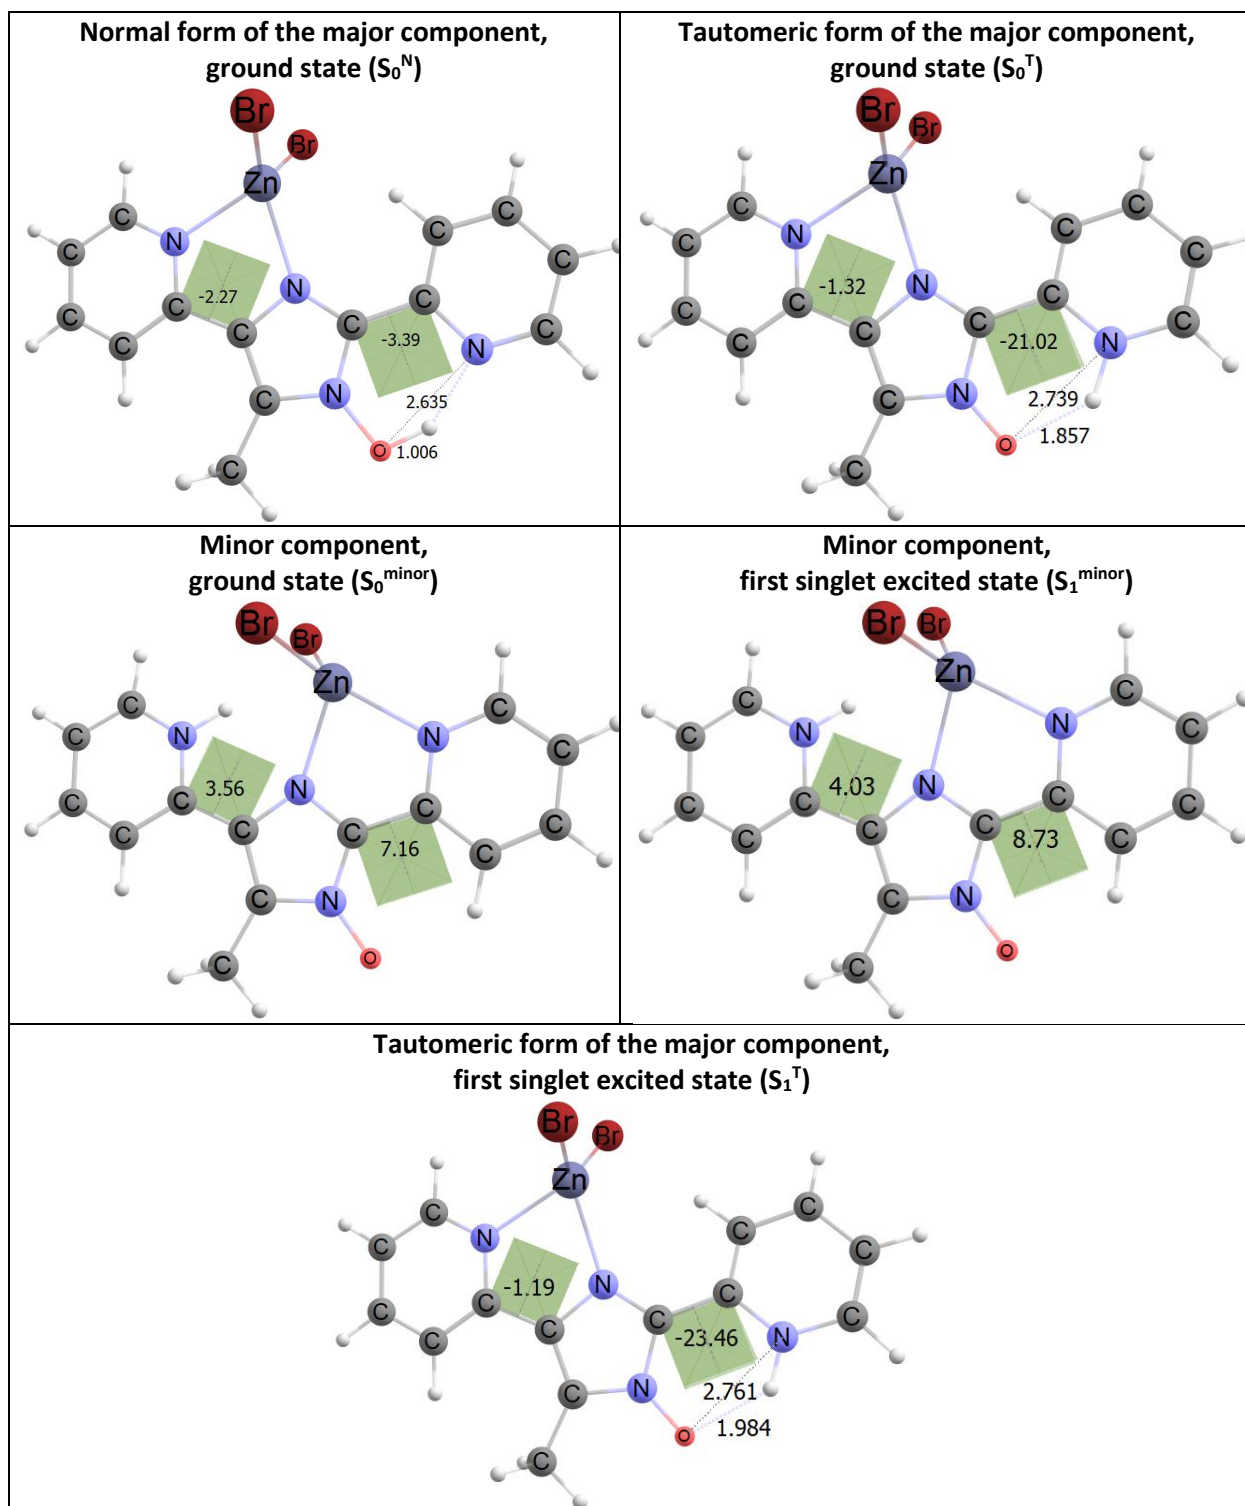 Normal form of the major component,
ground state (S₀ᴺ)
Br
Br
Zn
C
C
C
N
C
C
N
C
C
C
C
C
-2.27
C
C
-3.39
N
C
C
N
C
2.635
O
1.006
C
Tautomeric form of the major component,
ground state (S₀ᵀ)
Br
Br
Zn
C
C
C
N
C
C
C
C
-1.32
N
C
C
C
C
C
-21.02
N
C
C
N
2.739
O
1.857
C
Minor component,
ground state (S₀ᵐⁱⁿᵒʳ)
Br
Br
Zn
C
C
C
N
N
C
C
C
3.56
N
C
C
C
C
C
7.16
C
C
N
O
C
Minor component,
first singlet excited state (S₁ᵐⁱⁿᵒʳ)
Br
Br
Zn
C
C
C
N
N
C
C
C
4.03
N
C
C
C
C
C
8.73
C
C
N
O
C
Tautomeric form of the major component,
first singlet excited state (S₁ᵀ)
Br
Br
Zn
C
C
C
N
C
C
C
C
-1.19
N
C
C
C
C
C
-23.46
N
C
C
N
2.761
O
1.984
C